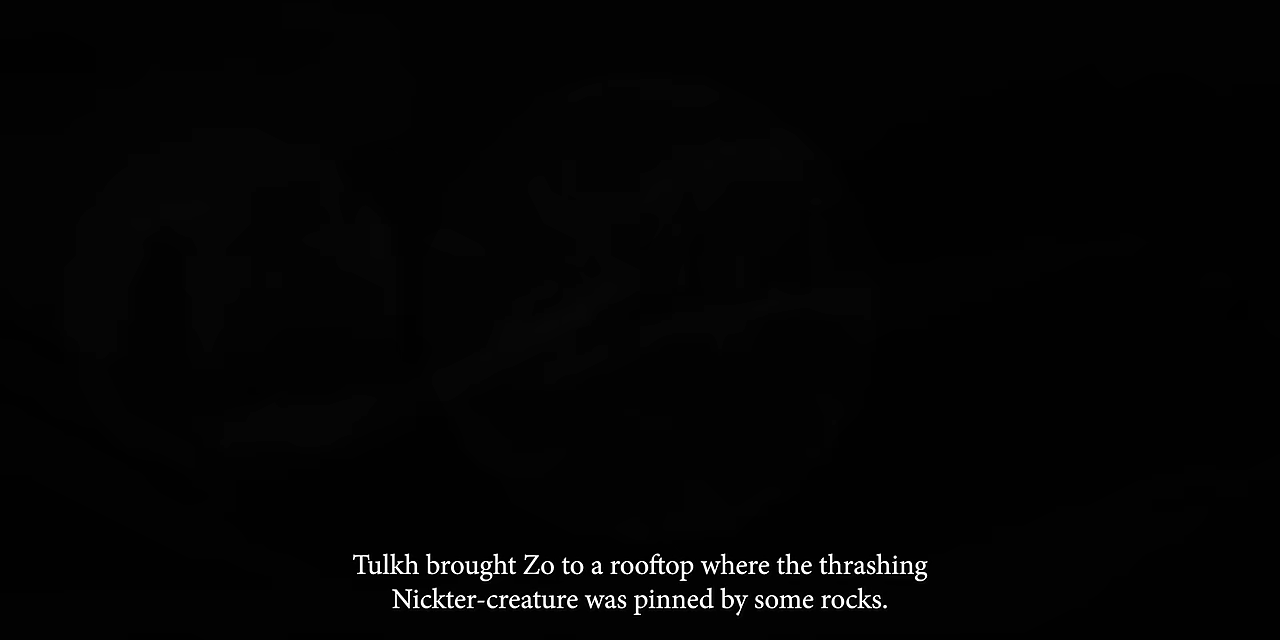 Tulkh brought Zo to a rooftop where the thrashing
Nickter-creature was pinned by some rocks.